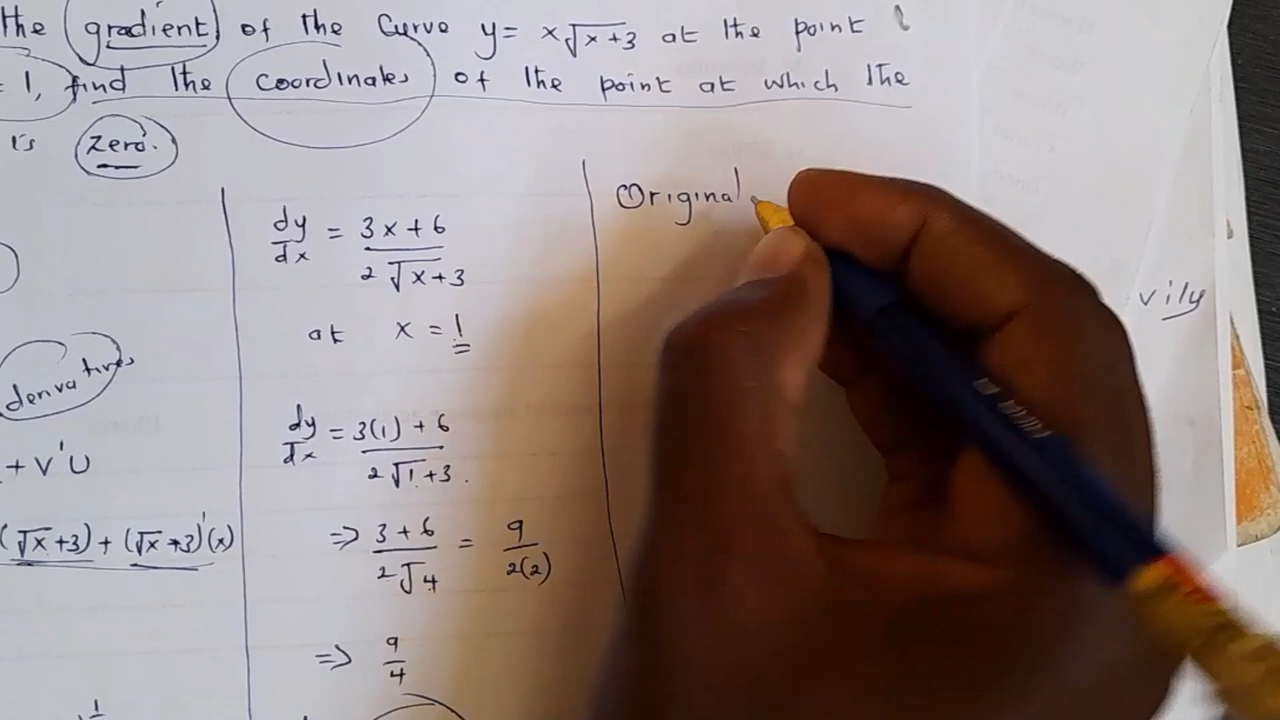 the gradient of the curve y = x√x+3 at the point
= 1, find the coordinates of the point at which the
is zero.
derivatives
+ V'U
(√x+3) + (√x+3)'(x)
1
dy/dx = 3x+6 / 2√x+3
at x = 1
dy/dx = 3(1) + 6 / 2√1+3.
=> 3+6 / 2√4 = 9 / 2(2)
=> 9/4
Original
vily